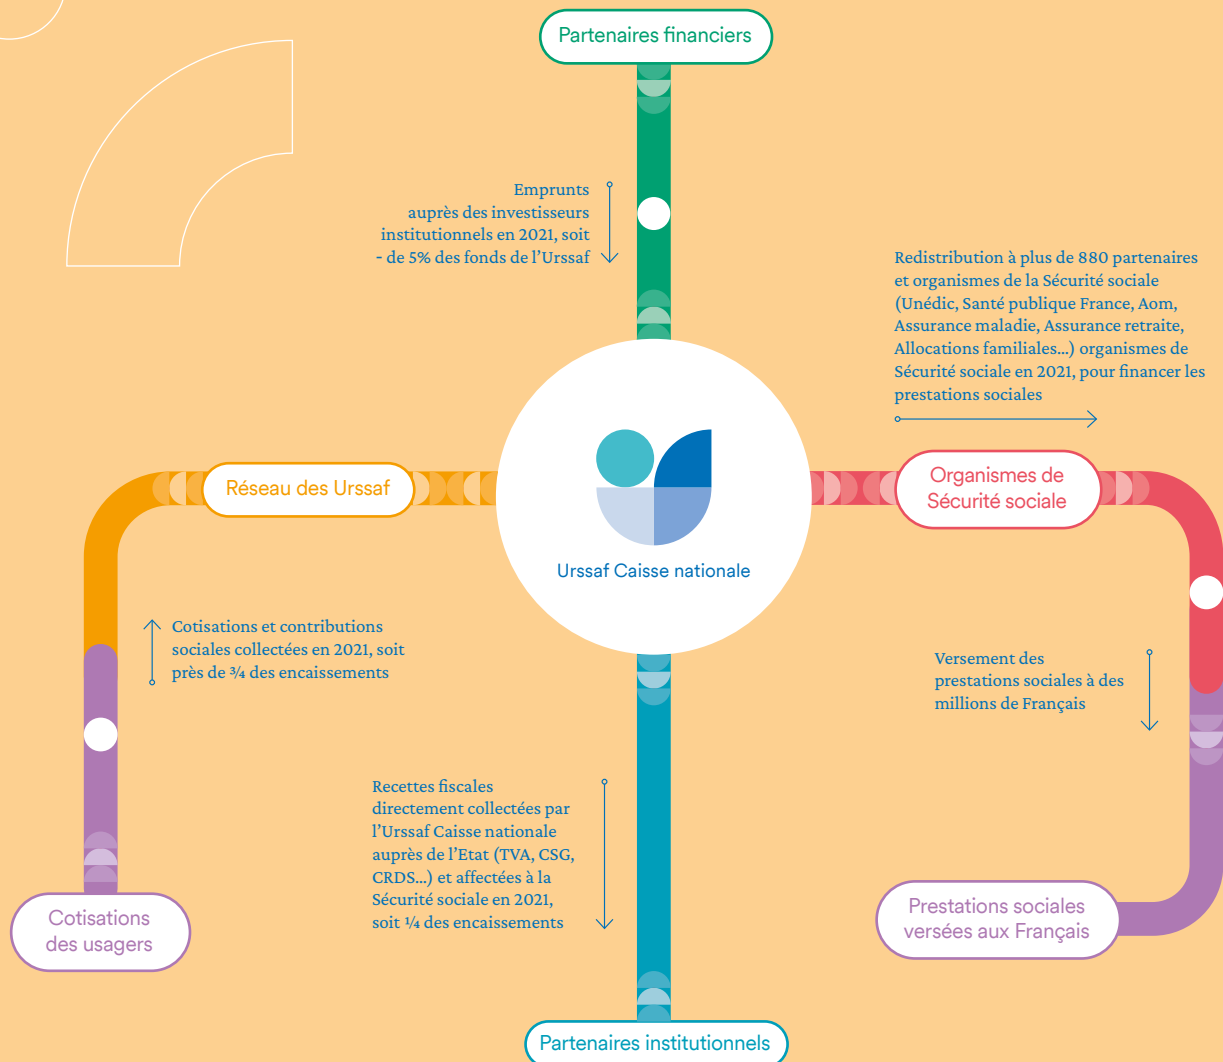 Partenaires financiers
Emprunts
auprès des investisseurs
institutionnels en 2021, soit
- de 5% des fonds de l'Urssaf
Redistribution à plus de 880 partenaires
et organismes de la Sécurité sociale
(Unédic, Santé publique France, Aom,
Assurance maladie, Assurance retraite,
Allocations familiales…) organismes de
Sécurité sociale en 2021, pour financer les
prestations sociales
Réseau des Urssaf
Organismes de
Sécurité sociale
Urssaf Caisse nationale
Cotisations et contributions
sociales collectées en 2021, soit
près de ¾ des encaissements
Versement des
prestations sociales à des
millions de Français
Recettes fiscales
directement collectées par
l'Urssaf Caisse nationale
auprès de l'Etat (TVA, CSG,
CRDS…) et affectées à la
Sécurité sociale en 2021,
soit ¼ des encaissements
Cotisations
des usagers
Prestations sociales
versées aux Français
Partenaires institutionnels